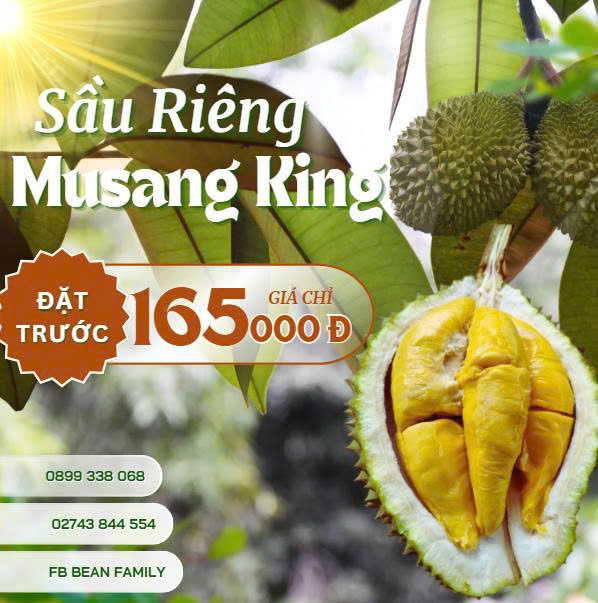 Sầu Riêng
Musang King
ĐẶT
TRƯỚC
GIÁ CHỈ
165000 Đ
0899 338 068
02743 844 554
FB BEAN FAMILY